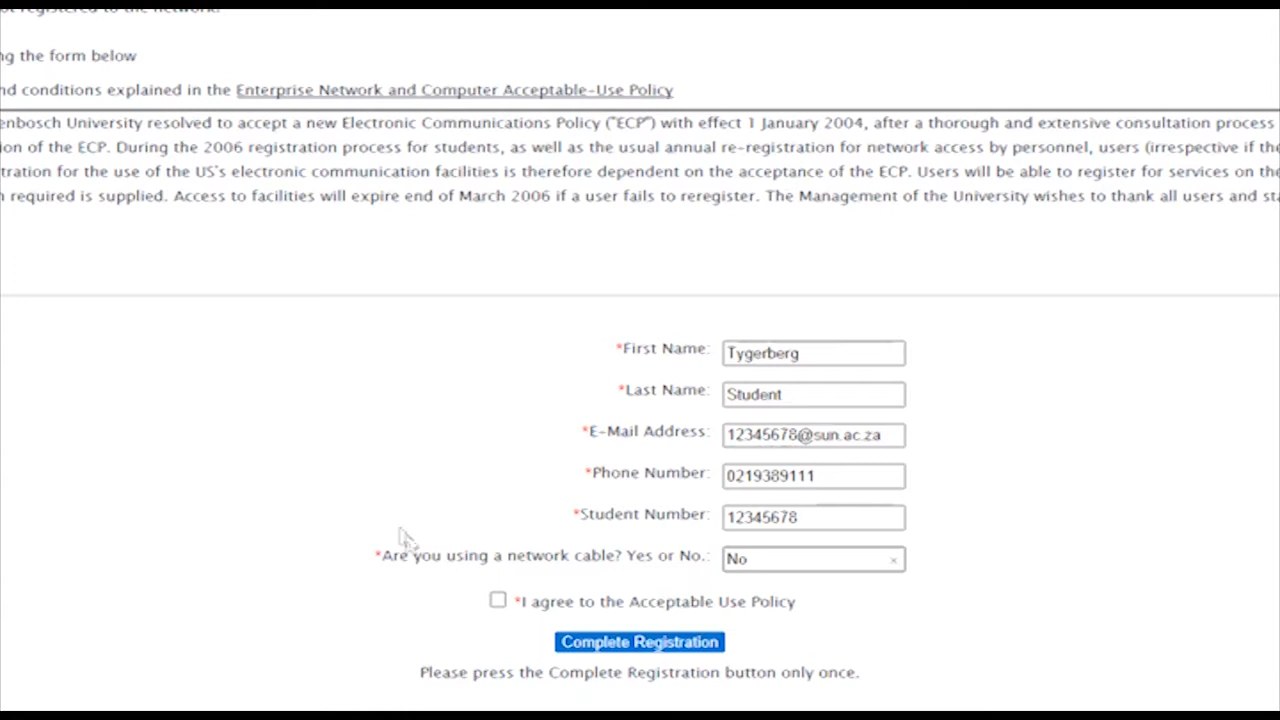 ng the form below
nd conditions explained in the Enterprise Network and Computer Acceptable-Use Policy
enbosch University resolved to accept a new Electronic Communications Policy ("ECP") with effect 1 January 2004, after a thorough and extensive consultation process
ion of the ECP. During the 2006 registration process for students, as well as the usual annual re-registration for network access by personnel, users (irrespective if the
tration for the use of the US's electronic communication facilities is therefore dependent on the acceptance of the ECP. Users will be able to register for services on the
n required is supplied. Access to facilities will expire end of March 2006 if a user fails to reregister. The Management of the University wishes to thank all users and sta
*First Name: Tygerberg
*Last Name: Student
*E-Mail Address: 12345678@sun.ac.za
*Phone Number: 0219389111
*Student Number: 12345678
*Are you using a network cable? Yes or No.: No ×
*I agree to the Acceptable Use Policy
Complete Registration
Please press the Complete Registration button only once.